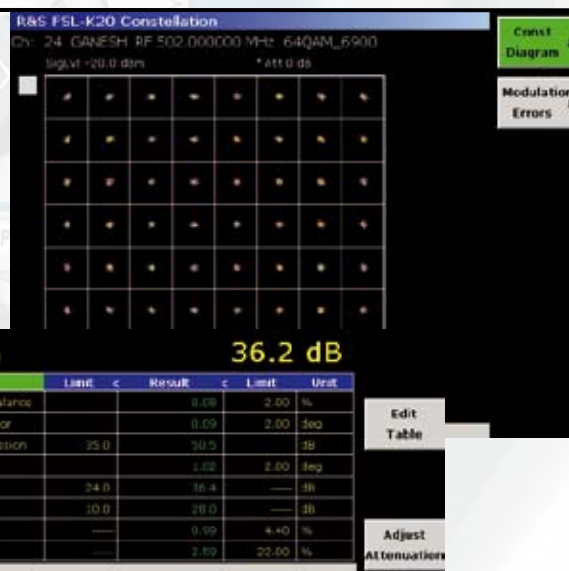 R&S FSL-K20 Constellation
Ch: 24 GANESH RF 502.000000 MHz 64QAM_6900
SigLvl -20.0 dBm * Att 0 dB
Const Diagram
Modulation Errors
36.2 dB
Limit < Result < Limit Unit
0.09 2.00 %
0.09 2.00 deg
35.0 50.5 dB
1.02 2.00 deg
24.0 36.4 ---- dB
10.0 28.0 ---- dB
---- 0.99 4.40 %
---- 2.59 22.00 %
Edit Table
Adjust Attenuation